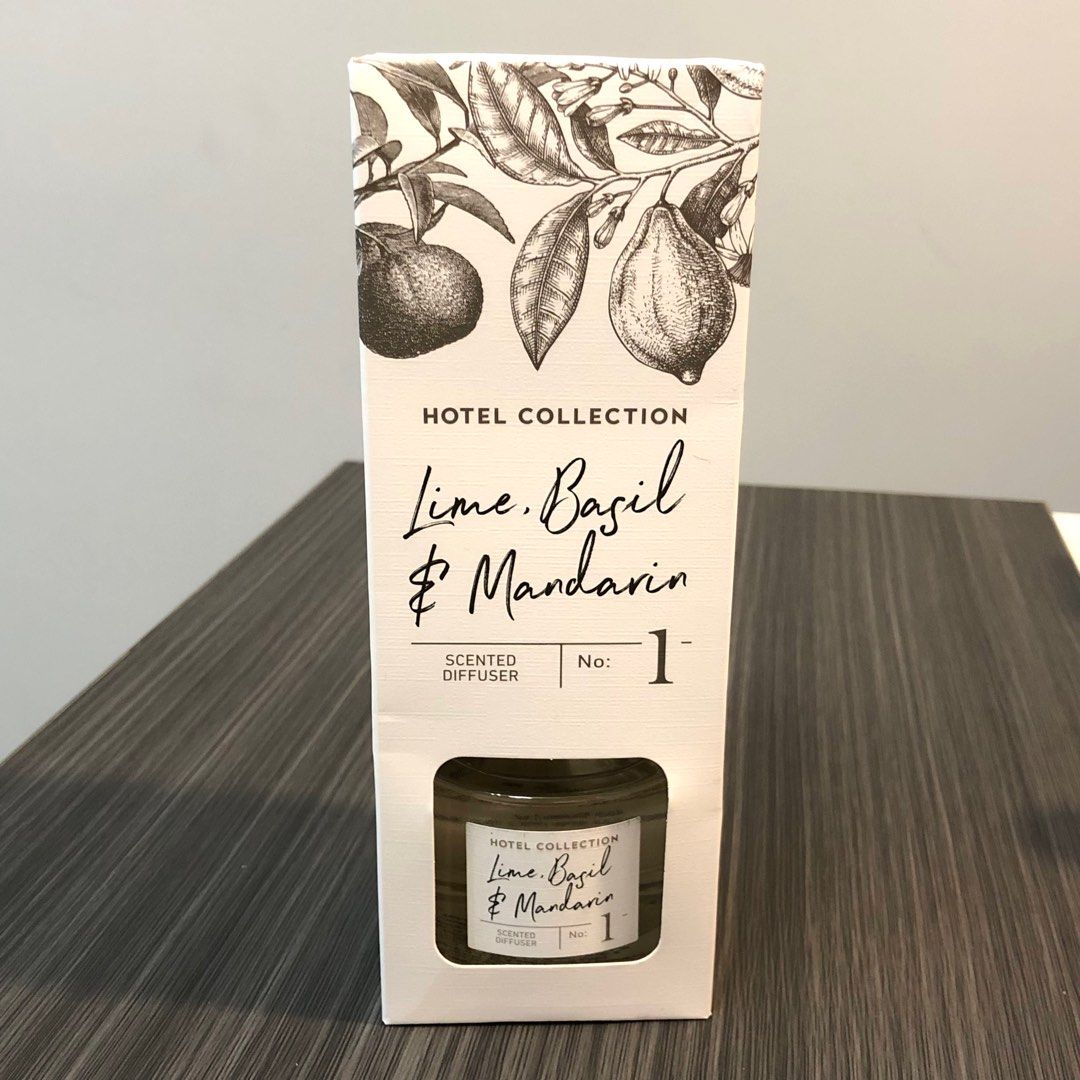 HOTEL COLLECTION
Lime, Basil
& Mandarin
SCENTED
DIFFUSER
No: 1
HOTEL COLLECTION
Lime, Basil
& Mandarin
SCENTED
DIFFUSER
No: 1